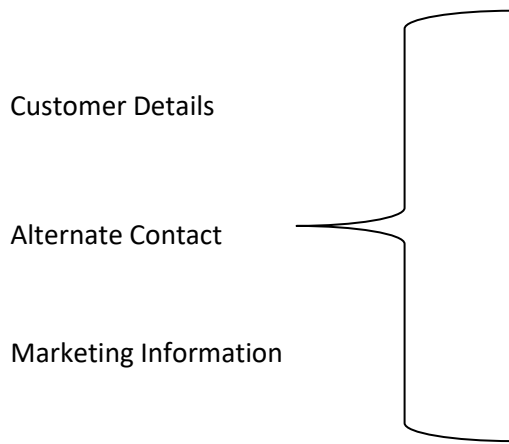 Customer Details
Alternate Contact
Marketing Information